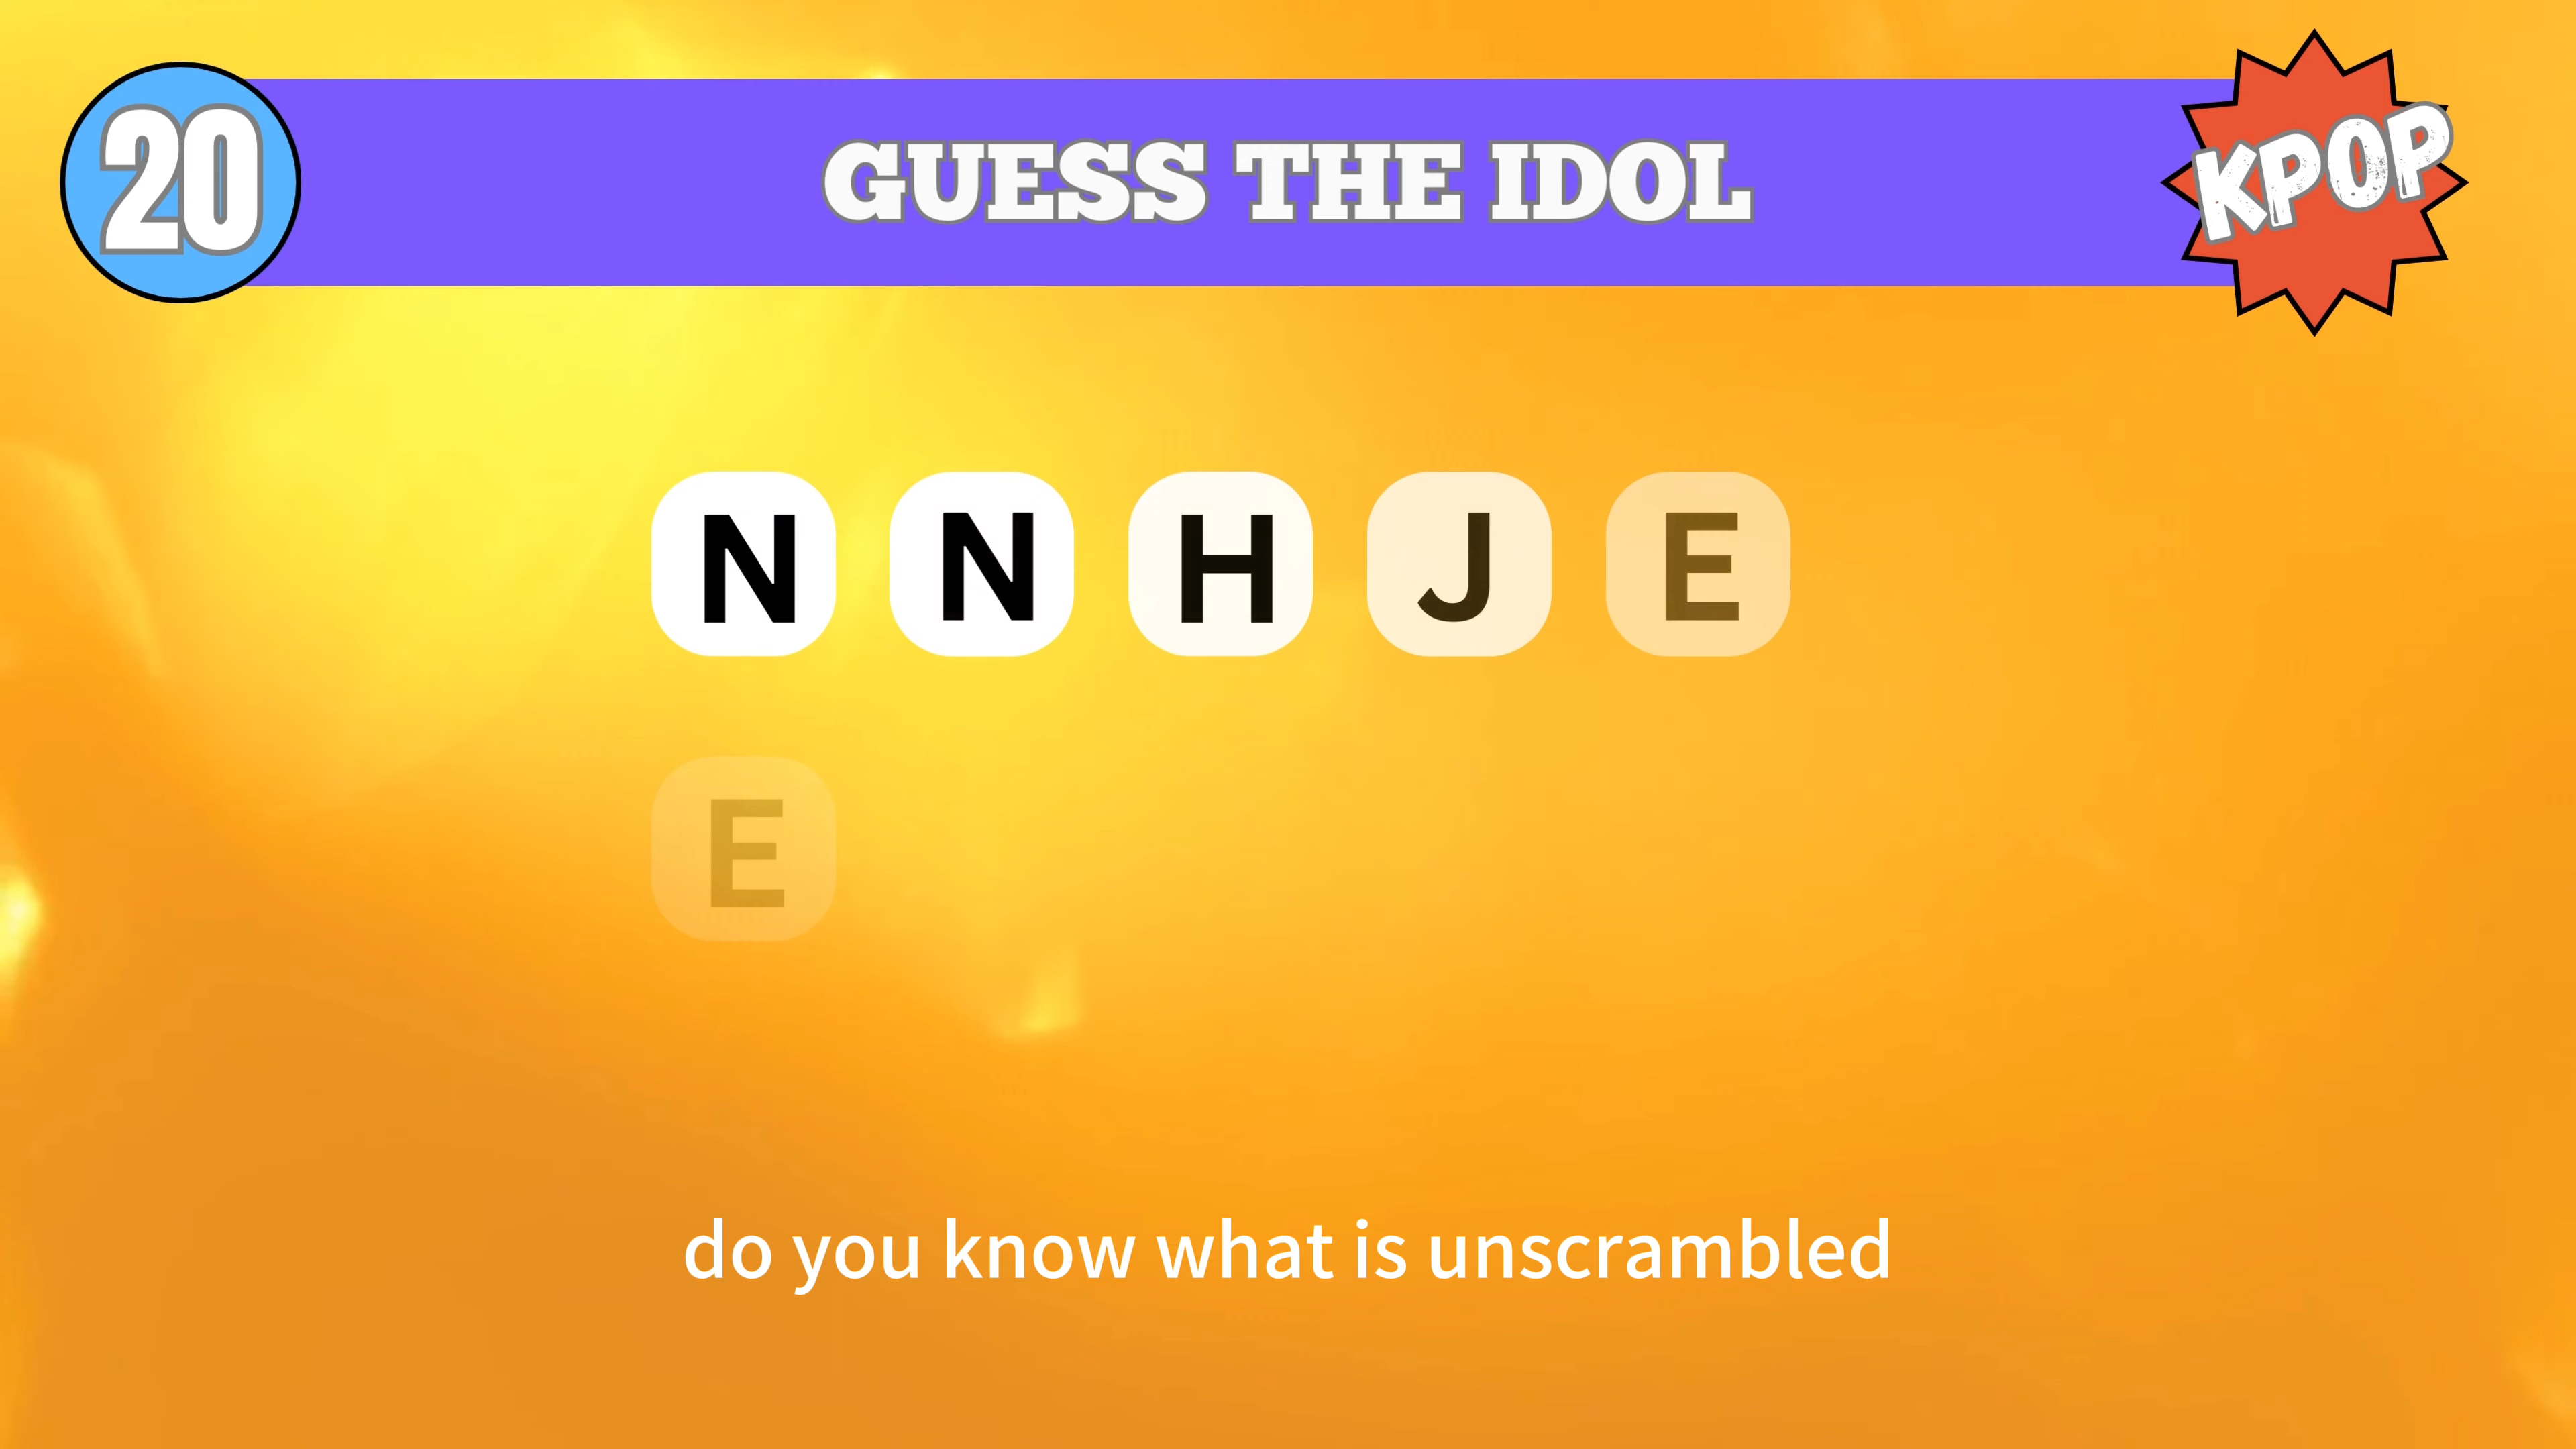 20
GUESS THE IDOL
KPOP
N N H J E
E
do you know what is unscrambled